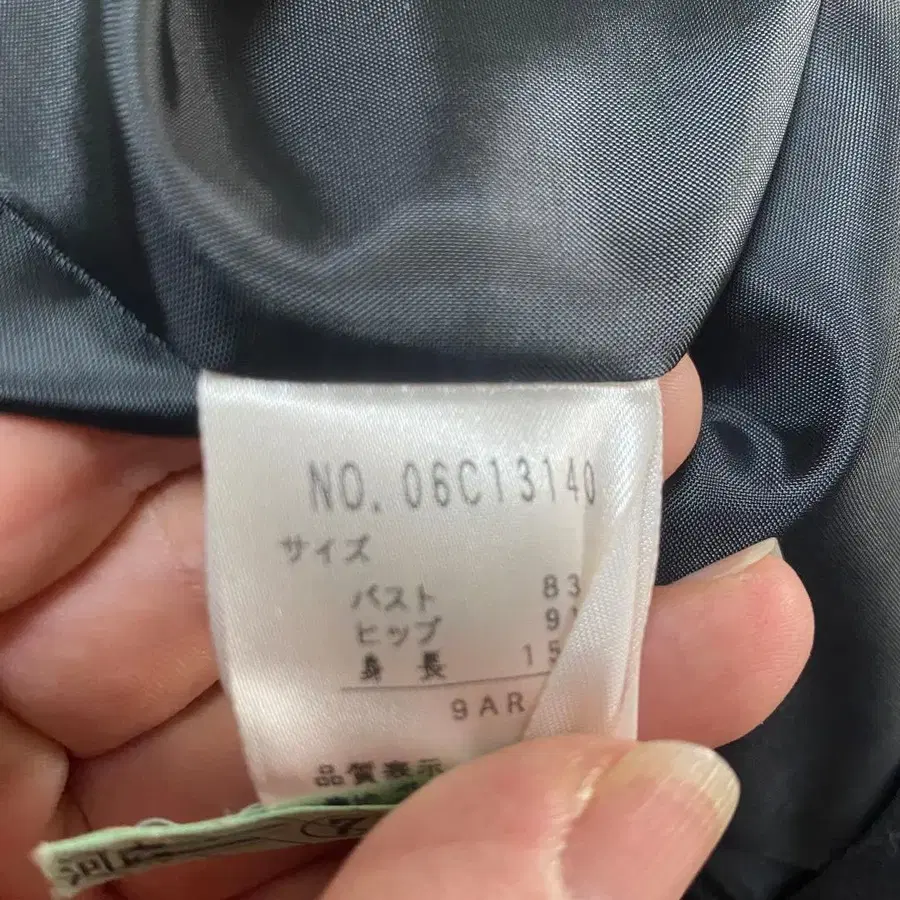 NO. 06C13140
サイズ
バスト 83
ヒップ 9
身長 15
9AR
品質表示